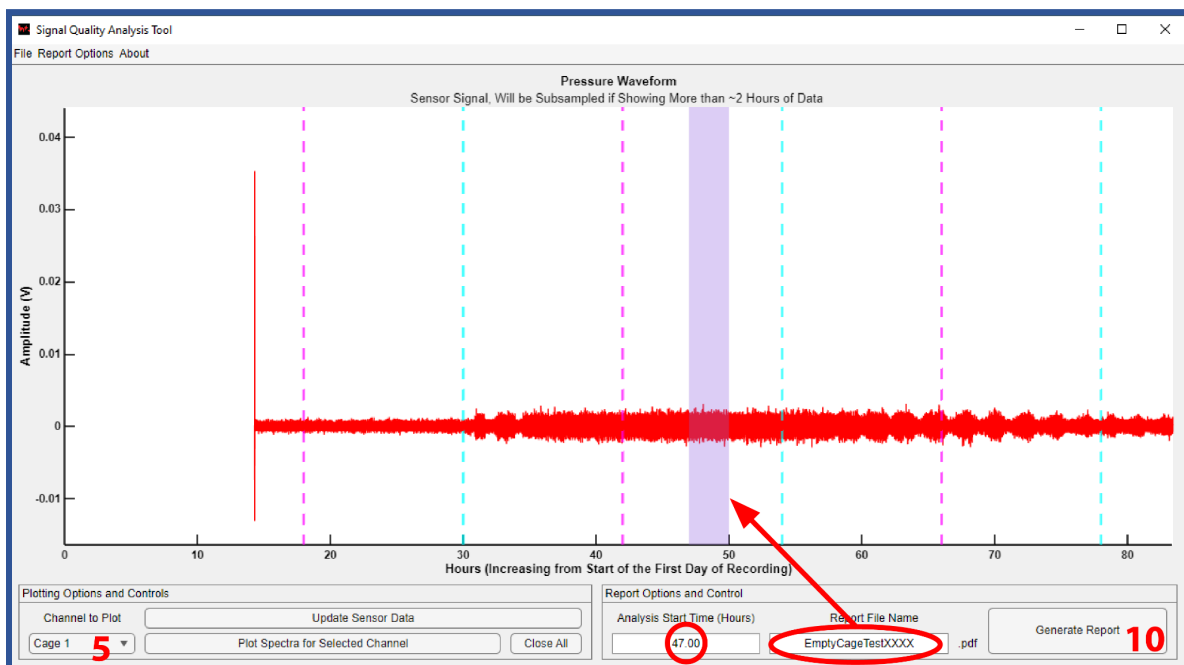 Signal Quality Analysis Tool
File Report Options About
Pressure Waveform
Sensor Signal, Will be Subsampled if Showing More than ~2 Hours of Data
Amplitude (V)
0.04
0.03
0.02
0.01
0
-0.01
0 10 20 30 40 50 60 70 80
Hours (Increasing from Start of the First Day of Recording)
Plotting Options and Controls
Channel to Plot
Update Sensor Data
Cage 1
5
Plot Spectra for Selected Channel
Close All
Report Options and Control
Analysis Start Time (Hours)
Report File Name
47.00
EmptyCageTestXXXX
.pdf
Generate Report
10